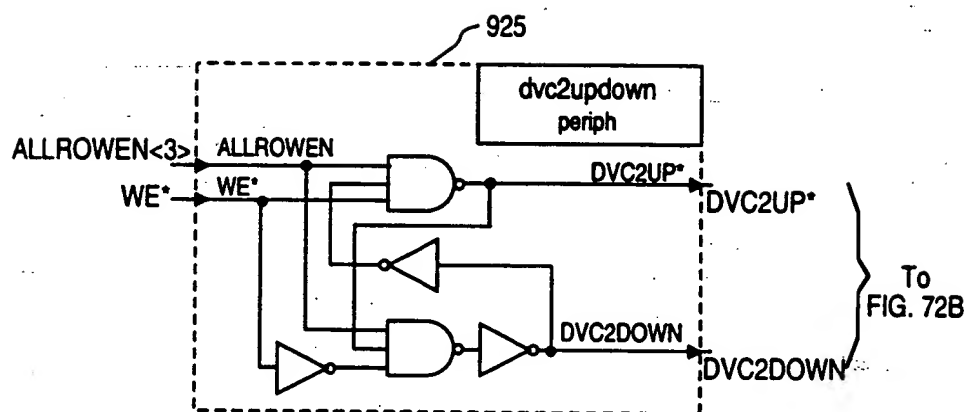 925
dvc2updown
periph
ALLROWEN<3>
ALLROWEN
WE*
WE*
DVC2UP*
DVC2UP*
To
FIG. 72B
DVC2DOWN
DVC2DOWN